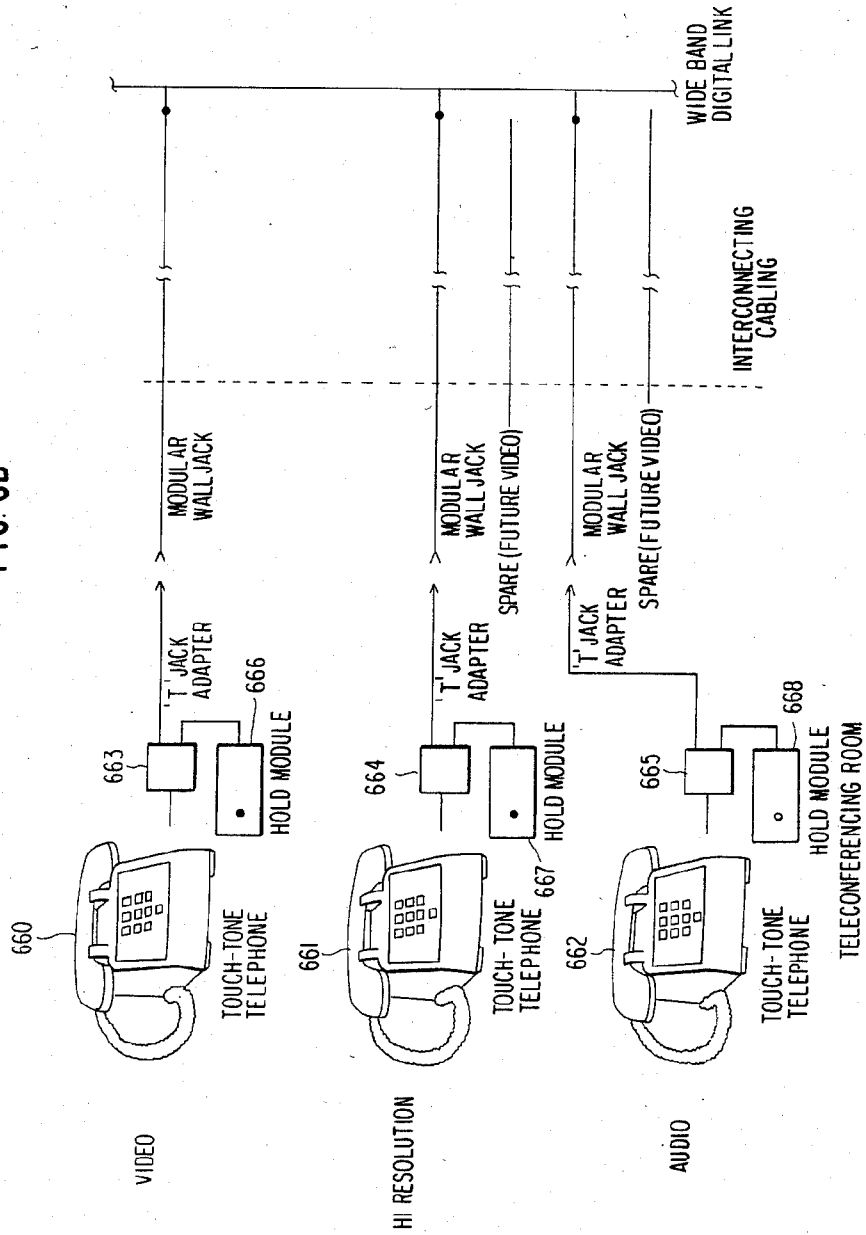 VIDEO
660
TOUCH-TONE
TELEPHONE
663
666
HOLD MODULE
'T' JACK
ADAPTER
MODULAR
WALL JACK
HI RESOLUTION
661
TOUCH-TONE
TELEPHONE
664
667
HOLD MODULE
'T' JACK
ADAPTER
MODULAR
WALL JACK
SPARE (FUTURE VIDEO)
AUDIO
662
TOUCH-TONE
TELEPHONE
665
668
HOLD MODULE
'T' JACK
ADAPTER
MODULAR
WALL JACK
SPARE (FUTURE VIDEO)
TELECONFERENCING ROOM
INTERCONNECTING
CABLING
WIDE BAND
DIGITAL LINK